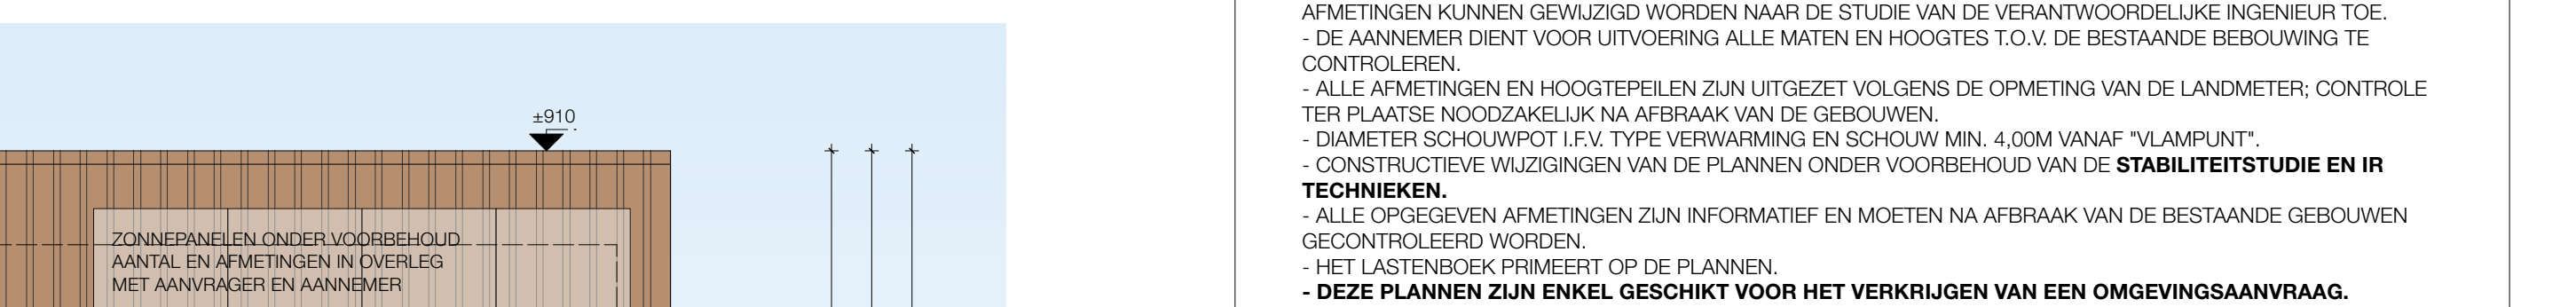 ±910
ZONNEPANELEN ONDER VOORBEHOUD
AANTAL EN AFMETINGEN IN OVERLEG
MET AANVRAGER EN AANNEMER
AFMETINGEN KUNNEN GEWIJZIGD WORDEN NAAR DE STUDIE VAN DE VERANTWOORDELIJKE INGENIEUR TOE.
- DE AANNEMER DIENT VOOR UITVOERING ALLE MATEN EN HOOGTES T.O.V. DE BESTAANDE BEBOUWING TE
CONTROLEREN.
- ALLE AFMETINGEN EN HOOGTEPEILEN ZIJN UITGEZET VOLGENS DE OPMETING VAN DE LANDMETER; CONTROLE
TER PLAATSE NOODZAKELIJK NA AFBRAAK VAN DE GEBOUWEN.
- DIAMETER SCHOUWPOT I.F.V. TYPE VERWARMING EN SCHOUW MIN. 4,00M VANAF "VLAMPUNT".
- CONSTRUCTIEVE WIJZIGINGEN VAN DE PLANNEN ONDER VOORBEHOUD VAN DE STABILITEITSTUDIE EN IR
TECHNIEKEN.
- ALLE OPGEGEVEN AFMETINGEN ZIJN INFORMATIEF EN MOETEN NA AFBRAAK VAN DE BESTAANDE GEBOUWEN
GECONTROLEERD WORDEN.
- HET LASTENBOEK PRIMEERT OP DE PLANNEN.
- DEZE PLANNEN ZIJN ENKEL GESCHIKT VOOR HET VERKRIJGEN VAN EEN OMGEVINGSAANVRAAG.